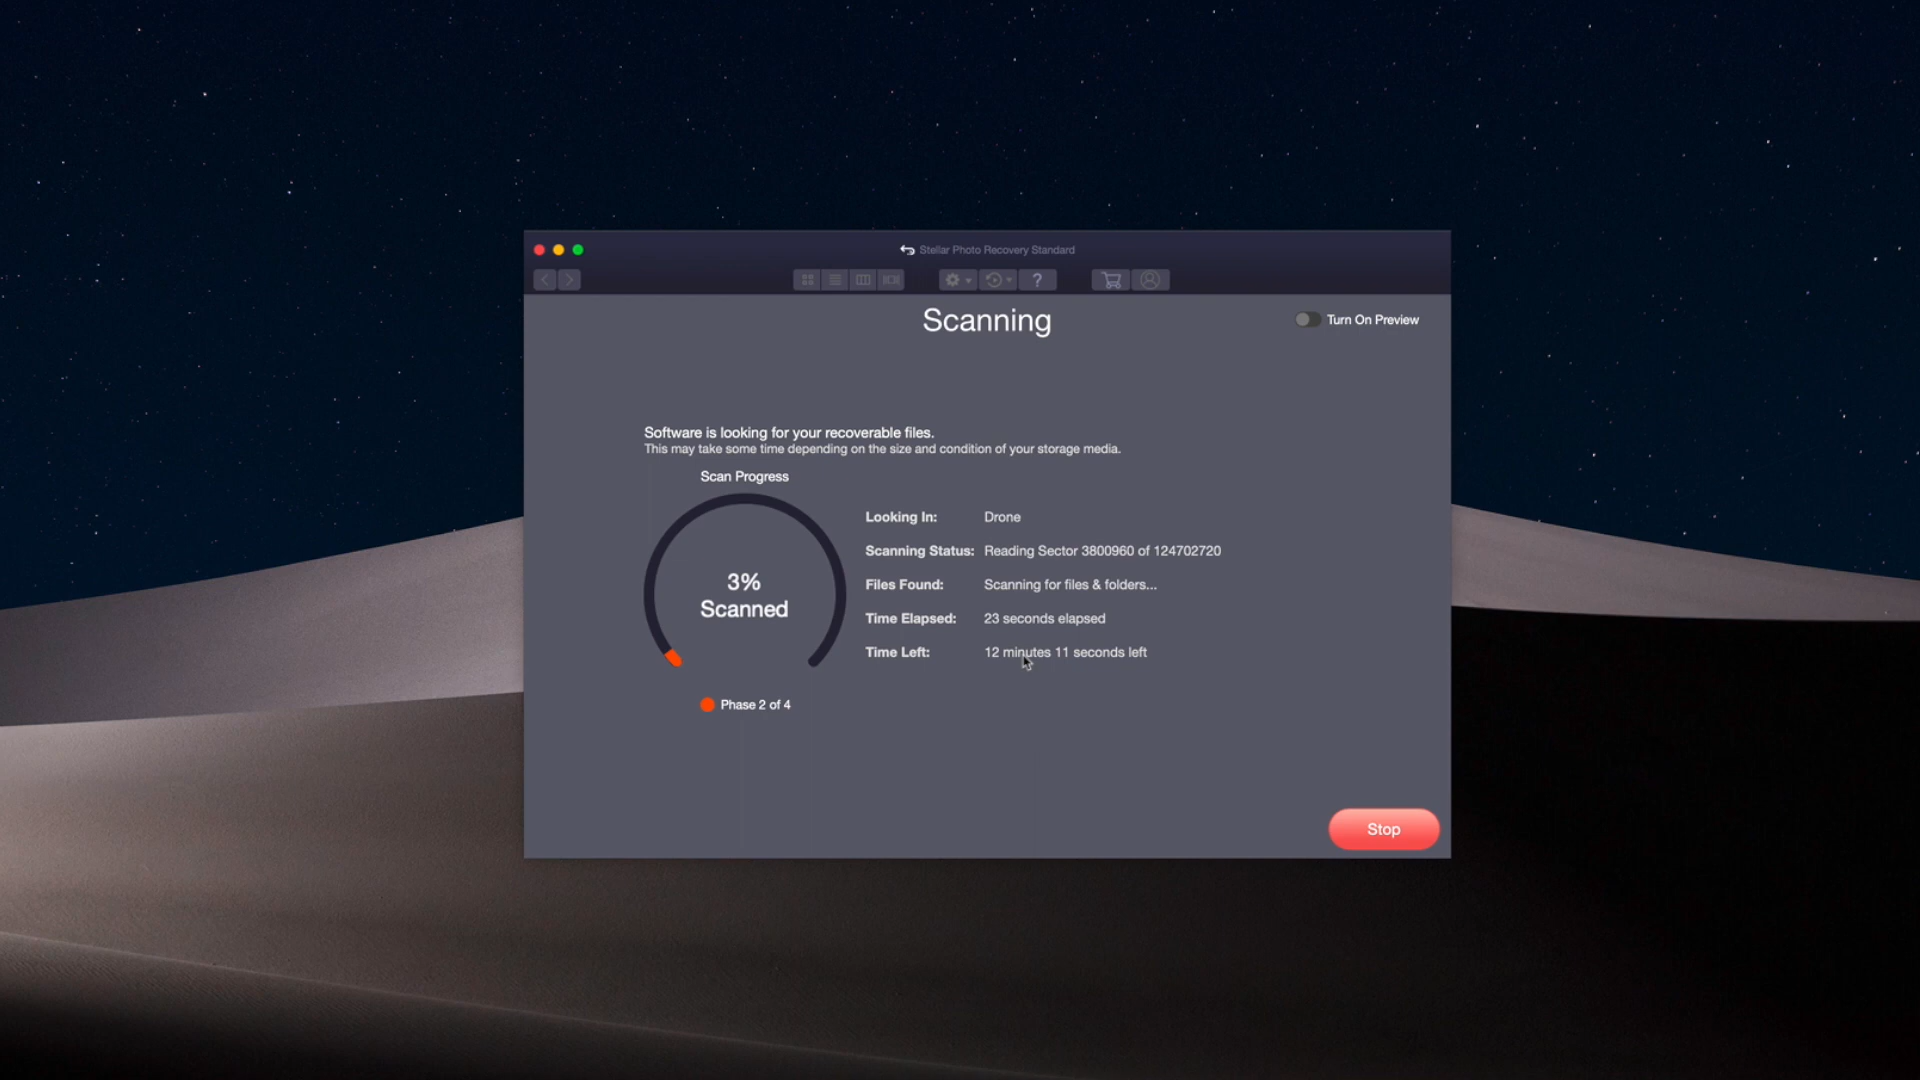 Stellar Photo Recovery Standard
?
Scanning
Turn On Preview
Software is looking for your recoverable files.
This may take some time depending on the size and condition of your storage media.
Scan Progress
3%
Scanned
Phase 2 of 4
Looking In: Drone
Scanning Status: Reading Sector 3800960 of 124702720
Files Found: Scanning for files & folders...
Time Elapsed: 23 seconds elapsed
Time Left: 12 minutes 11 seconds left
Stop